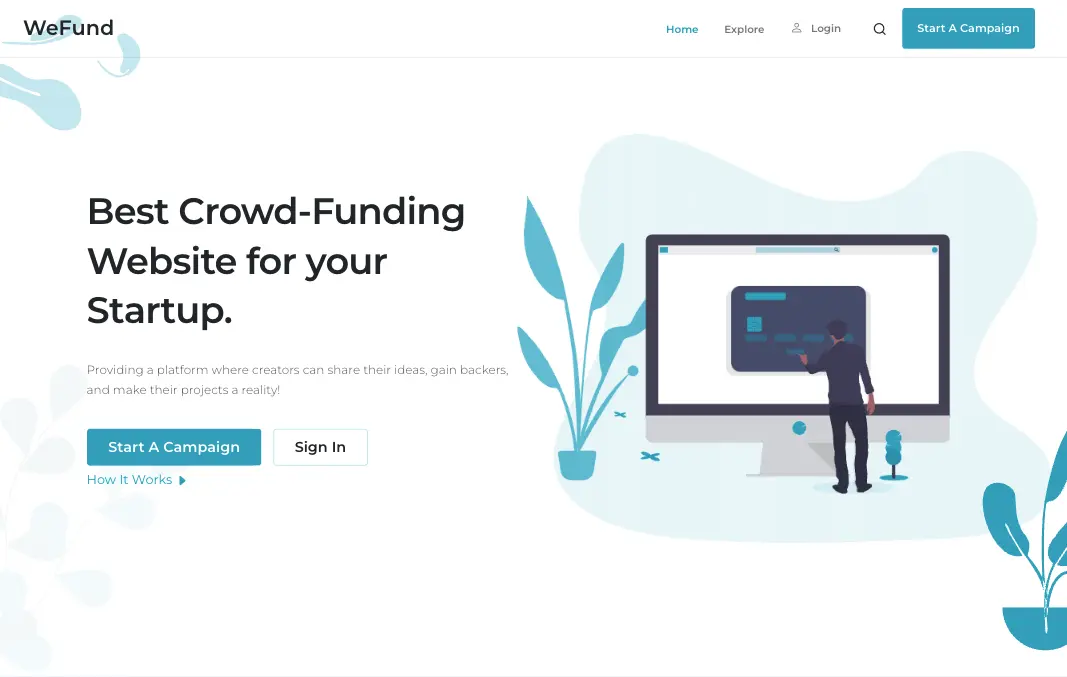 WeFund
Home
Explore
Login
Start A Campaign
Best Crowd-Funding
Website for your
Startup.
Providing a platform where creators can share their ideas, gain backers,
and make their projects a reality!
Start A Campaign
Sign In
How It Works